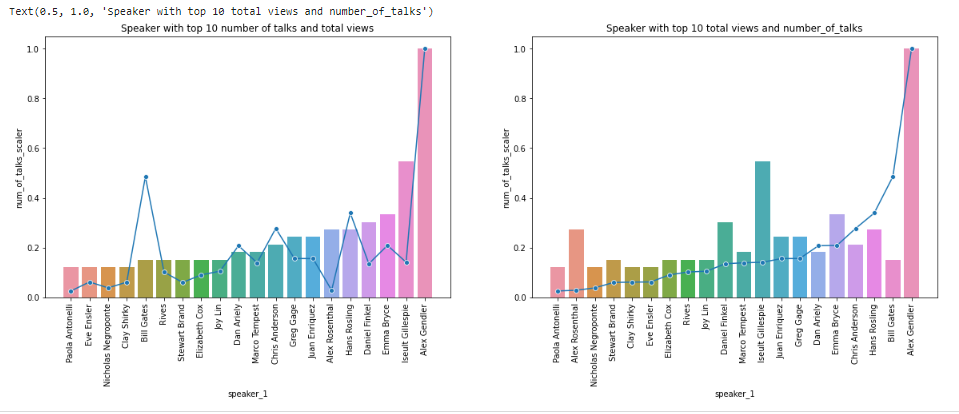 Text(0.5, 1.0, 'Speaker with top 10 total views and number_of_talks')
Speaker with top 10 number of talks and total views
num_of_talks_scaler
1.0
0.8
0.6
0.4
0.2
0.0
Paola Antonelli
Eve Ensler
Nicholas Negroponte
Clay Shirky
Bill Gates
Rives
Stewart Brand
Elizabeth Cox
Joy Lin
Dan Ariely
Marco Tempest
Chris Anderson
Greg Gage
Juan Enriquez
Alex Rosenthal
Hans Rosling
Daniel Finkel
Emma Bryce
Iseult Gillespie
Alex Gendler
speaker_1
Speaker with top 10 total views and number_of_talks
num_of_talks_scaler
1.0
0.8
0.6
0.4
0.2
0.0
Paola Antonelli
Alex Rosenthal
Nicholas Negroponte
Stewart Brand
Clay Shirky
Eve Ensler
Elizabeth Cox
Rives
Joy Lin
Daniel Finkel
Marco Tempest
Iseult Gillespie
Juan Enriquez
Greg Gage
Dan Ariely
Emma Bryce
Chris Anderson
Hans Rosling
Bill Gates
Alex Gendler
speaker_1